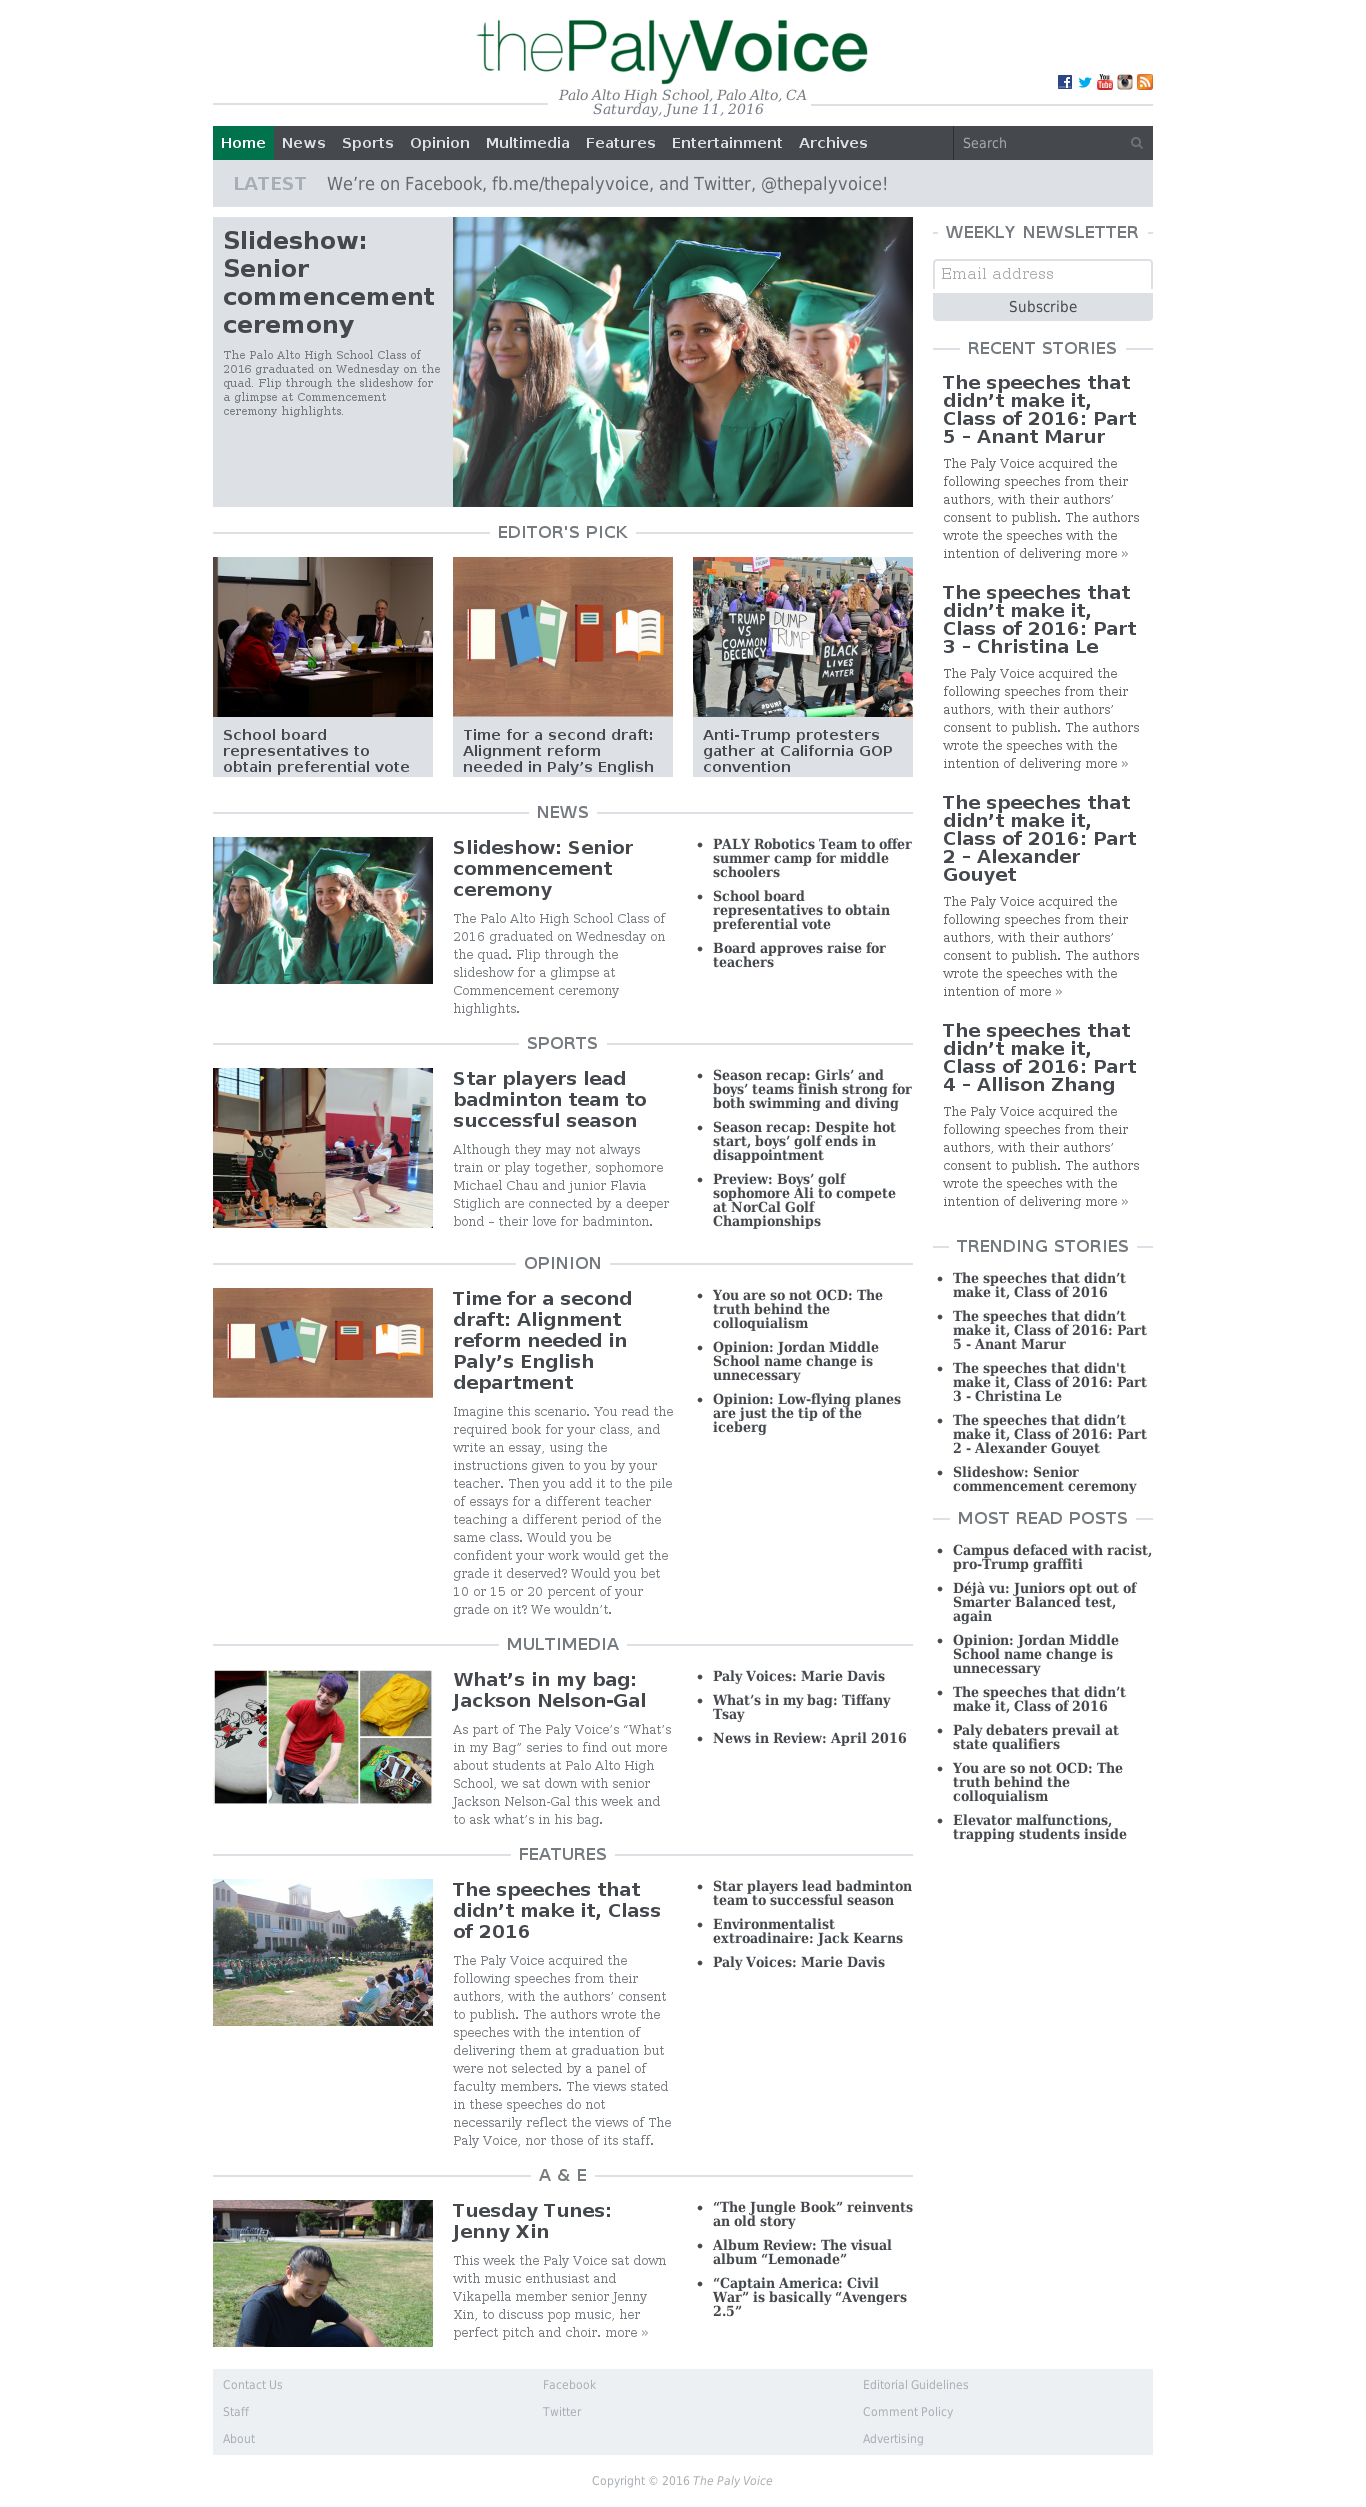 thePalyVoice
Palo Alto High School, Palo Alto, CA
Saturday, June 11, 2016
Home News Sports Opinion Multimedia Features Entertainment Archives Search
LATEST We’re on Facebook, fb.me/thepalyvoice, and Twitter, @thepalyvoice!
Slideshow:
Senior
commencement
ceremony
The Palo Alto High School Class of
2016 graduated on Wednesday on the
quad. Flip through the slideshow for
a glimpse at Commencement
ceremony highlights.
EDITOR'S PICK
TRUMP
VS
COMMON
DECENCY
DUMP
TRUMP
BLACK
LIVES
MATTER
School board
representatives to
obtain preferential vote
Time for a second draft:
Alignment reform
needed in Paly’s English
Anti-Trump protesters
gather at California GOP
convention
NEWS
Slideshow: Senior
commencement
ceremony
The Palo Alto High School Class of
2016 graduated on Wednesday on
the quad. Flip through the
slideshow for a glimpse at
Commencement ceremony
highlights.
PALY Robotics Team to offer
summer camp for middle
schoolers
School board
representatives to obtain
preferential vote
Board approves raise for
teachers
SPORTS
Star players lead
badminton team to
successful season
Although they may not always
train or play together, sophomore
Michael Chau and junior Flavia
Stiglich are connected by a deeper
bond – their love for badminton.
Season recap: Girls’ and
boys’ teams finish strong for
both swimming and diving
Season recap: Despite hot
start, boys’ golf ends in
disappointment
Preview: Boys’ golf
sophomore Ali to compete
at NorCal Golf
Championships
OPINION
Time for a second
draft: Alignment
reform needed in
Paly’s English
department
Imagine this scenario. You read the
required book for your class, and
write an essay, using the
instructions given to you by your
teacher. Then you add it to the pile
of essays for a different teacher
teaching a different period of the
same class. Would you be
confident your work would get the
grade it deserved? Would you bet
10 or 15 or 20 percent of your
grade on it? We wouldn’t.
You are so not OCD: The
truth behind the
colloquialism
Opinion: Jordan Middle
School name change is
unnecessary
Opinion: Low-flying planes
are just the tip of the
iceberg
MULTIMEDIA
What’s in my bag:
Jackson Nelson-Gal
As part of The Paly Voice’s “What’s
in my Bag” series to find out more
about students at Palo Alto High
School, we sat down with senior
Jackson Nelson-Gal this week and
to ask what’s in his bag.
Paly Voices: Marie Davis
What’s in my bag: Tiffany
Tsay
News in Review: April 2016
FEATURES
The speeches that
didn’t make it, Class
of 2016
The Paly Voice acquired the
following speeches from their
authors, with the authors’ consent
to publish. The authors wrote the
speeches with the intention of
delivering them at graduation but
were not selected by a panel of
faculty members. The views stated
in these speeches do not
necessarily reflect the views of The
Paly Voice, nor those of its staff.
Star players lead badminton
team to successful season
Environmentalist
extroadinaire: Jack Kearns
Paly Voices: Marie Davis
A & E
Tuesday Tunes:
Jenny Xin
This week the Paly Voice sat down
with music enthusiast and
Vikapella member senior Jenny
Xin, to discuss pop music, her
perfect pitch and choir. more »
“The Jungle Book” reinvents
an old story
Album Review: The visual
album “Lemonade”
“Captain America: Civil
War” is basically “Avengers
2.5”
WEEKLY NEWSLETTER
Email address
Subscribe
RECENT STORIES
The speeches that
didn’t make it,
Class of 2016: Part
5 – Anant Marur
The Paly Voice acquired the
following speeches from their
authors, with their authors’
consent to publish. The authors
wrote the speeches with the
intention of delivering more »
The speeches that
didn’t make it,
Class of 2016: Part
3 – Christina Le
The Paly Voice acquired the
following speeches from their
authors, with their authors’
consent to publish. The authors
wrote the speeches with the
intention of delivering more »
The speeches that
didn’t make it,
Class of 2016: Part
2 – Alexander
Gouyet
The Paly Voice acquired the
following speeches from their
authors, with their authors’
consent to publish. The authors
wrote the speeches with the
intention of more »
The speeches that
didn’t make it,
Class of 2016: Part
4 – Allison Zhang
The Paly Voice acquired the
following speeches from their
authors, with their authors’
consent to publish. The authors
wrote the speeches with the
intention of delivering more »
TRENDING STORIES
The speeches that didn’t
make it, Class of 2016
The speeches that didn’t
make it, Class of 2016: Part
5 - Anant Marur
The speeches that didn't
make it, Class of 2016: Part
3 - Christina Le
The speeches that didn’t
make it, Class of 2016: Part
2 - Alexander Gouyet
Slideshow: Senior
commencement ceremony
MOST READ POSTS
Campus defaced with racist,
pro-Trump graffiti
Déjà vu: Juniors opt out of
Smarter Balanced test,
again
Opinion: Jordan Middle
School name change is
unnecessary
The speeches that didn’t
make it, Class of 2016
Paly debaters prevail at
state qualifiers
You are so not OCD: The
truth behind the
colloquialism
Elevator malfunctions,
trapping students inside
Contact Us Facebook Editorial Guidelines
Staff Twitter Comment Policy
About Advertising
Copyright © 2016 The Paly Voice